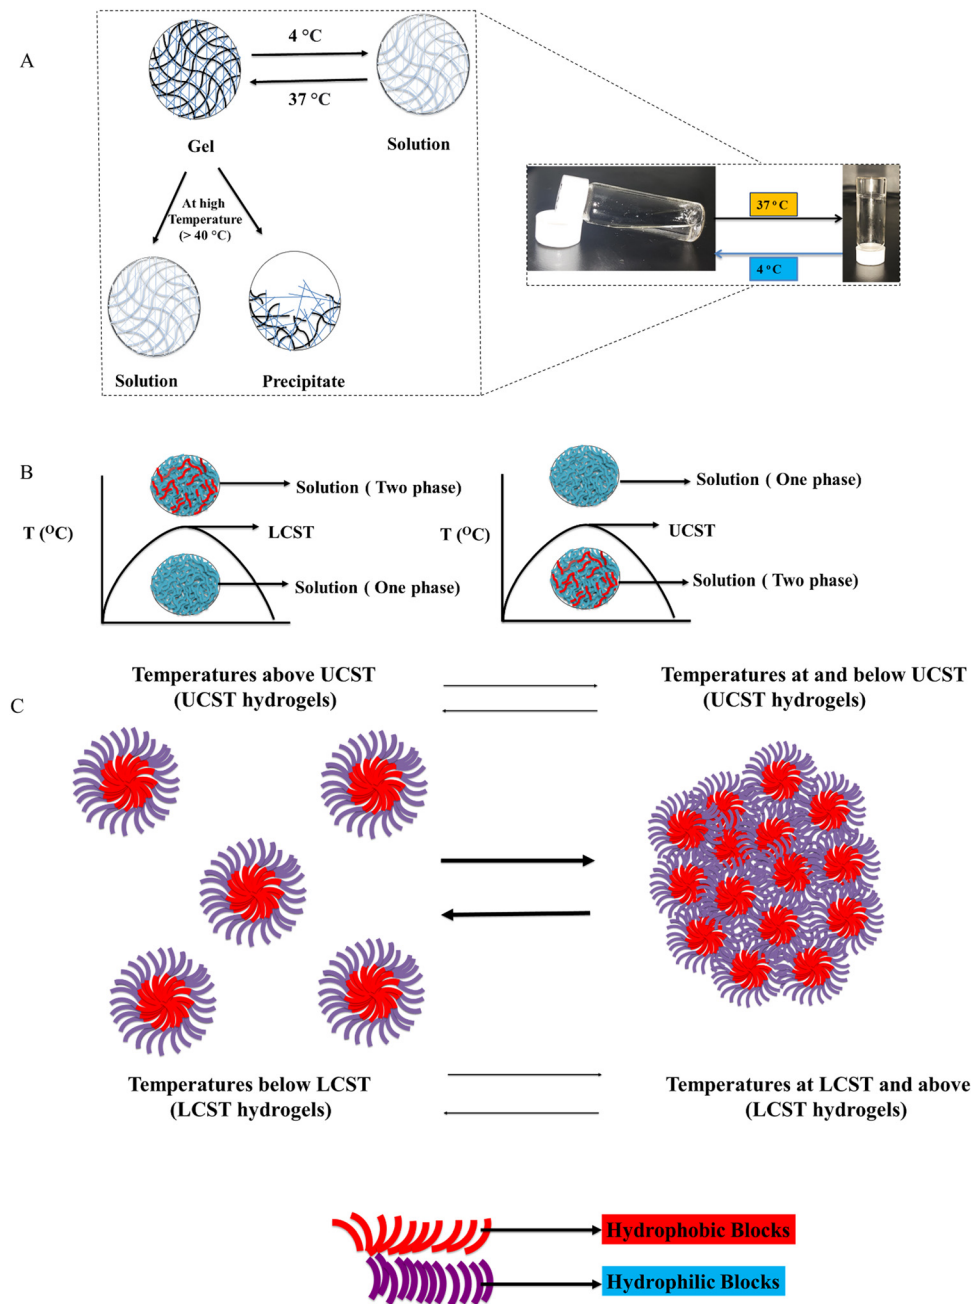 A
4 °C
37 °C
Gel
Solution
At high
Temperature
(> 40 °C)
Solution
Precipitate
37 ° C
4 ° C
B
Solution ( Two phase)
T (°C)
LCST
Solution ( One phase)
Solution ( One phase)
T (°C)
UCST
Solution ( Two phase)
Temperatures above UCST
(UCST hydrogels)
Temperatures at and below UCST
(UCST hydrogels)
C
Temperatures below LCST
(LCST hydrogels)
Temperatures at LCST and above
(LCST hydrogels)
Hydrophobic Blocks
Hydrophilic Blocks